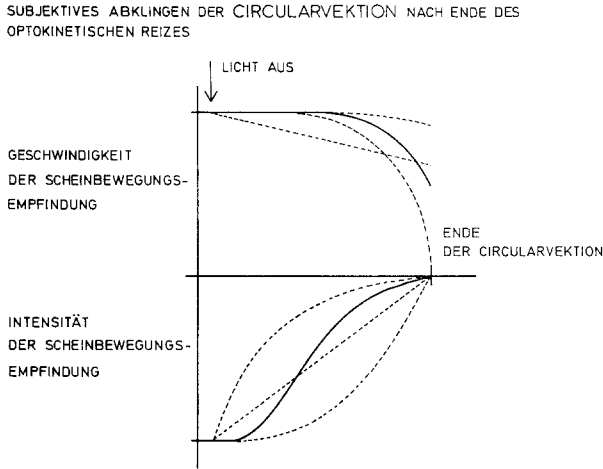 SUBJEKTIVES ABKLINGEN DER CIRCULARVEKTION NACH ENDE DES
OPTOKINETISCHEN REIZES
LICHT AUS
GESCHWINDIGKEIT
DER SCHEINBEWEGUNGS-
EMPFINDUNG
ENDE
DER CIRCULARVEKTION
INTENSITÄT
DER SCHEINBEWEGUNGS-
EMPFINDUNG